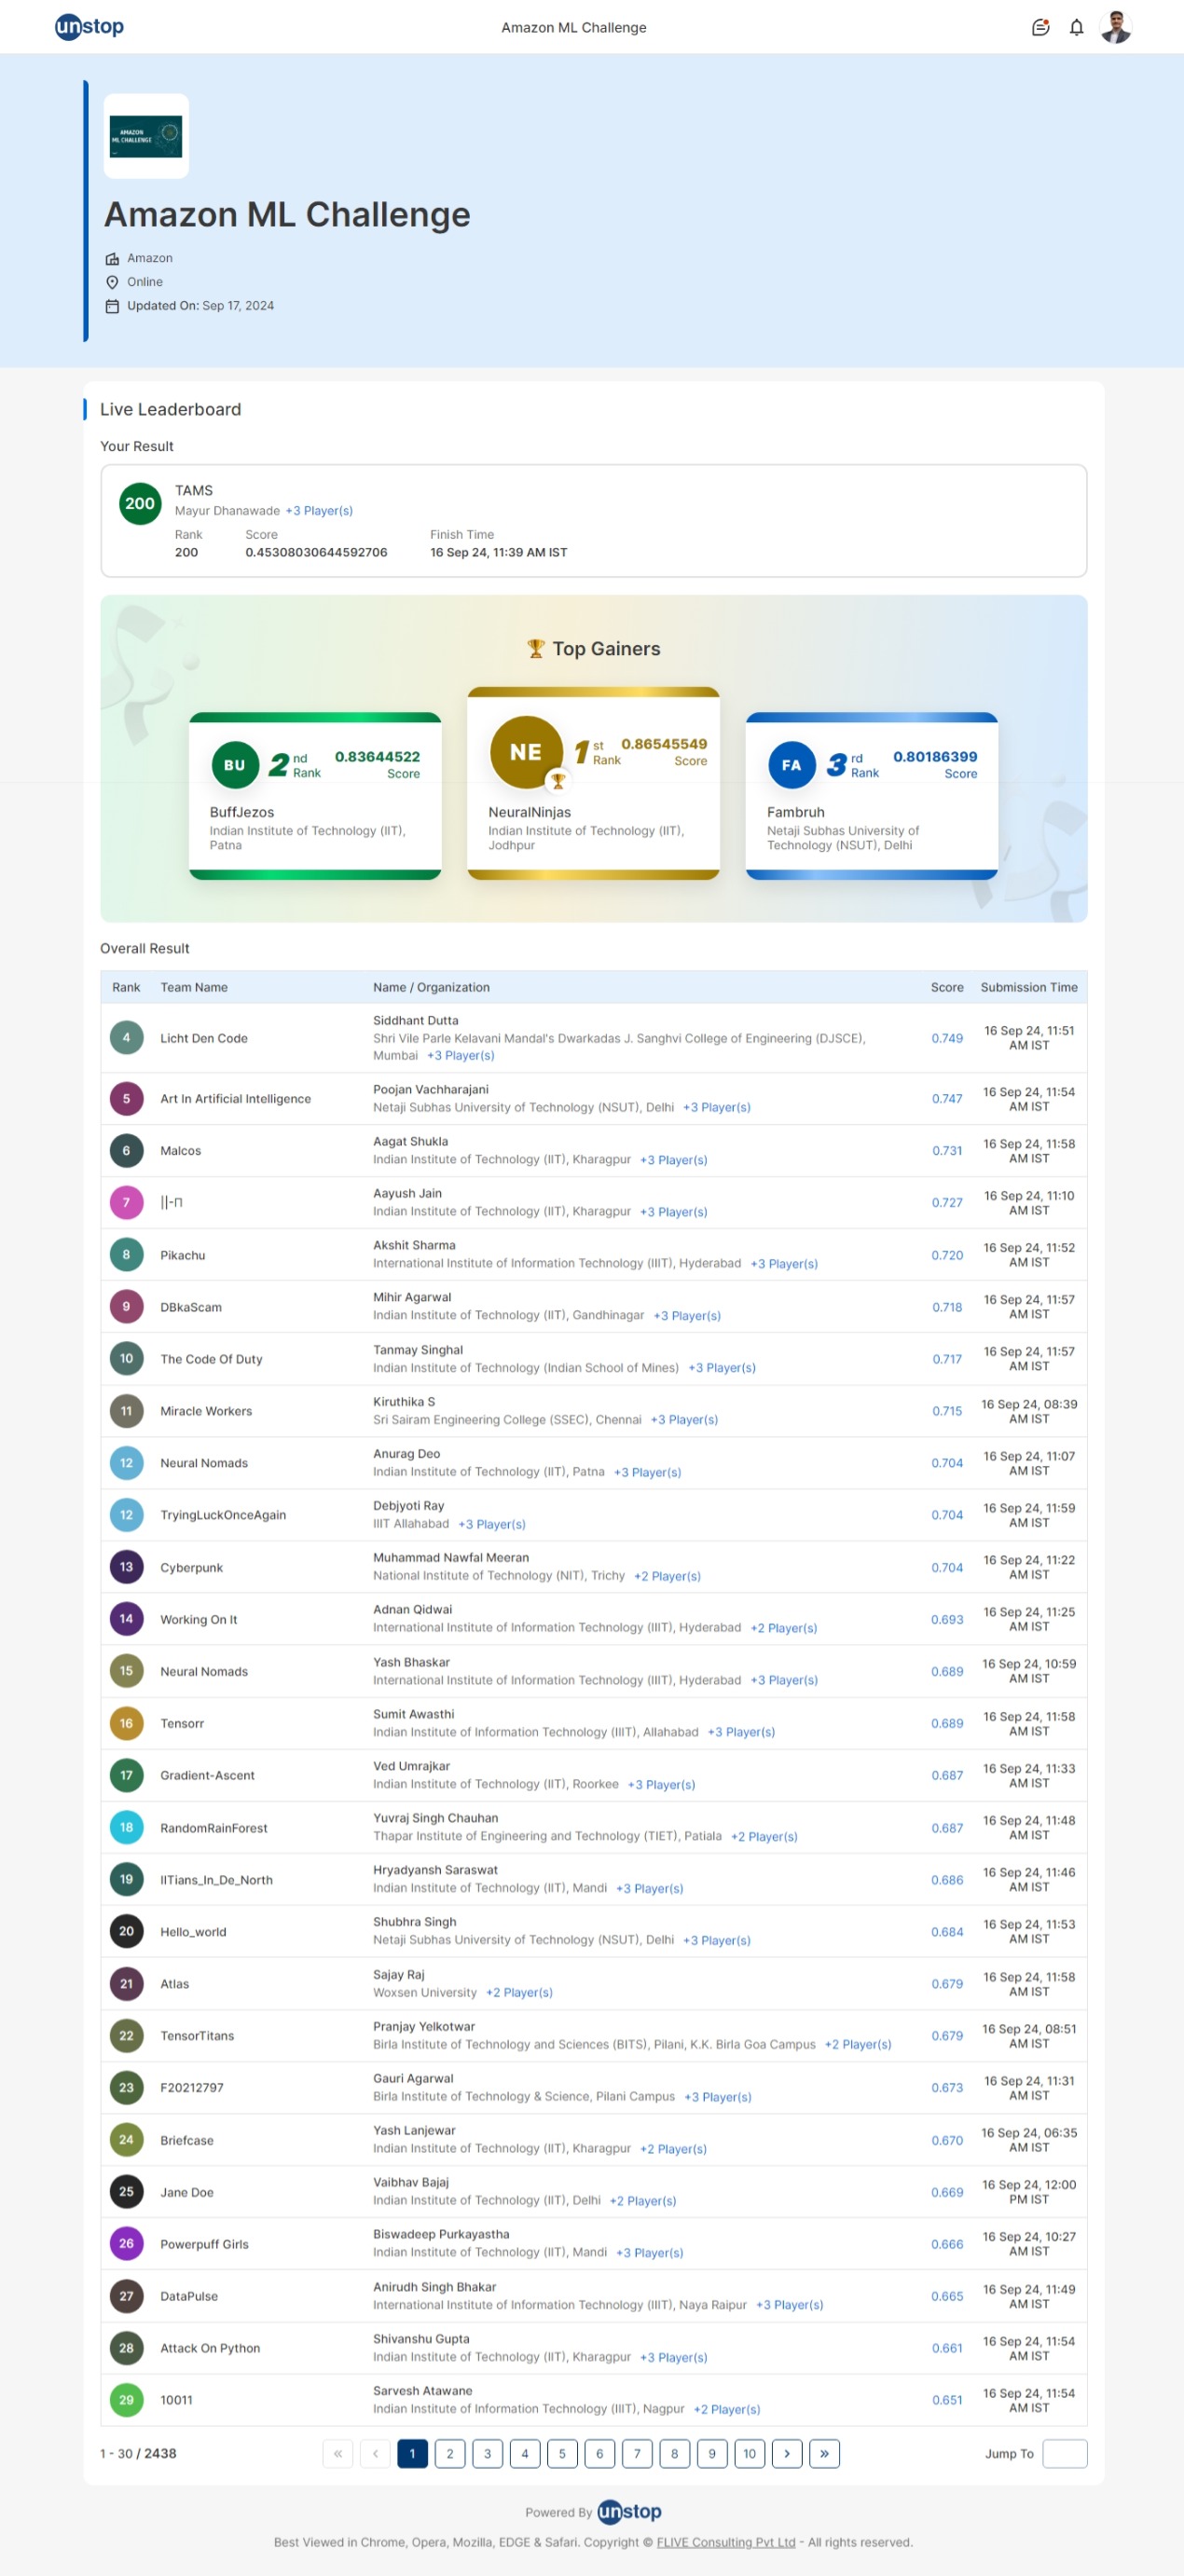 unstop
Amazon ML Challenge
AMAZON
ML CHALLENGE
Amazon ML Challenge
Amazon
Online
Updated On: Sep 17, 2024
Live Leaderboard
Your Result
200
TAMS
Mayur Dhanawade +3 Player(s)
Rank Score Finish Time
200 0.45308030644592706 16 Sep 24, 11:39 AM IST
Top Gainers
BU 2 nd Rank 0.83644522 Score
BuffJezos
Indian Institute of Technology (IIT),
Patna
NE 1 st Rank 0.86545549 Score
NeuralNinjas
Indian Institute of Technology (IIT),
Jodhpur
FA 3 rd Rank 0.80186399 Score
Fambruh
Netaji Subhas University of
Technology (NSUT), Delhi
Overall Result
Rank Team Name Name / Organization Score Submission Time
Siddhant Dutta
4 Licht Den Code Shri Vile Parle Kelavani Mandal's Dwarkadas J. Sanghvi College of Engineering (DJSCE), 0.749 16 Sep 24, 11:51
Mumbai +3 Player(s) AM IST
Poojan Vachharajani 16 Sep 24, 11:54
5 Art In Artificial Intelligence Netaji Subhas University of Technology (NSUT), Delhi +3 Player(s) 0.747 AM IST
Aagat Shukla 16 Sep 24, 11:58
6 Malcos Indian Institute of Technology (IIT), Kharagpur +3 Player(s) 0.731 AM IST
Aayush Jain 16 Sep 24, 11:10
7 ||-Π Indian Institute of Technology (IIT), Kharagpur +3 Player(s) 0.727 AM IST
Akshit Sharma 16 Sep 24, 11:52
8 Pikachu International Institute of Information Technology (IIIT), Hyderabad +3 Player(s) 0.720 AM IST
Mihir Agarwal 16 Sep 24, 11:57
9 DBkaScam Indian Institute of Technology (IIT), Gandhinagar +3 Player(s) 0.718 AM IST
Tanmay Singhal 16 Sep 24, 11:57
10 The Code Of Duty Indian Institute of Technology (Indian School of Mines) +3 Player(s) 0.717 AM IST
Kiruthika S 16 Sep 24, 08:39
11 Miracle Workers Sri Sairam Engineering College (SSEC), Chennai +3 Player(s) 0.715 AM IST
Anurag Deo 16 Sep 24, 11:07
12 Neural Nomads Indian Institute of Technology (IIT), Patna +3 Player(s) 0.704 AM IST
Debjyoti Ray 16 Sep 24, 11:59
12 TryingLuckOnceAgain IIIT Allahabad +3 Player(s) 0.704 AM IST
Muhammad Nawfal Meeran 16 Sep 24, 11:22
13 Cyberpunk National Institute of Technology (NIT), Trichy +2 Player(s) 0.704 AM IST
Adnan Qidwai 16 Sep 24, 11:25
14 Working On It International Institute of Information Technology (IIIT), Hyderabad +2 Player(s) 0.693 AM IST
Yash Bhaskar 16 Sep 24, 10:59
15 Neural Nomads International Institute of Information Technology (IIIT), Hyderabad +3 Player(s) 0.689 AM IST
Sumit Awasthi 16 Sep 24, 11:58
16 Tensorr Indian Institute of Information Technology (IIIT), Allahabad +3 Player(s) 0.689 AM IST
Ved Umrajkar 16 Sep 24, 11:33
17 Gradient-Ascent Indian Institute of Technology (IIT), Roorkee +3 Player(s) 0.687 AM IST
Yuvraj Singh Chauhan 16 Sep 24, 11:48
18 RandomRainForest Thapar Institute of Engineering and Technology (TIET), Patiala +2 Player(s) 0.687 AM IST
Hryadyansh Saraswat 16 Sep 24, 11:46
19 IITians_In_De_North Indian Institute of Technology (IIT), Mandi +3 Player(s) 0.686 AM IST
Shubhra Singh 16 Sep 24, 11:53
20 Hello_world Netaji Subhas University of Technology (NSUT), Delhi +3 Player(s) 0.684 AM IST
Sajay Raj 16 Sep 24, 11:58
21 Atlas Woxsen University +2 Player(s) 0.679 AM IST
Pranjay Yelkotwar 16 Sep 24, 08:51
22 TensorTitans Birla Institute of Technology and Sciences (BITS), Pilani, K.K. Birla Goa Campus +2 Player(s) 0.679 AM IST
Gauri Agarwal 16 Sep 24, 11:31
23 F20212797 Birla Institute of Technology & Science, Pilani Campus +3 Player(s) 0.673 AM IST
Yash Lanjewar 16 Sep 24, 06:35
24 Briefcase Indian Institute of Technology (IIT), Kharagpur +2 Player(s) 0.670 AM IST
Vaibhav Bajaj 16 Sep 24, 12:00
25 Jane Doe Indian Institute of Technology (IIT), Delhi +2 Player(s) 0.669 PM IST
Biswadeep Purkayastha 16 Sep 24, 10:27
26 Powerpuff Girls Indian Institute of Technology (IIT), Mandi +3 Player(s) 0.666 AM IST
Anirudh Singh Bhakar 16 Sep 24, 11:49
27 DataPulse International Institute of Information Technology (IIIT), Naya Raipur +3 Player(s) 0.665 AM IST
Shivanshu Gupta 16 Sep 24, 11:54
28 Attack On Python Indian Institute of Technology (IIT), Kharagpur +3 Player(s) 0.661 AM IST
Sarvesh Atawane 16 Sep 24, 11:54
29 10011 Indian Institute of Information Technology (IIIT), Nagpur +2 Player(s) 0.651 AM IST
1 - 30 / 2438 « ‹ 1 2 3 4 5 6 7 8 9 10 › » Jump To
Powered By unstop
Best Viewed in Chrome, Opera, Mozilla, EDGE & Safari. Copyright © FLIVE Consulting Pvt Ltd - All rights reserved.